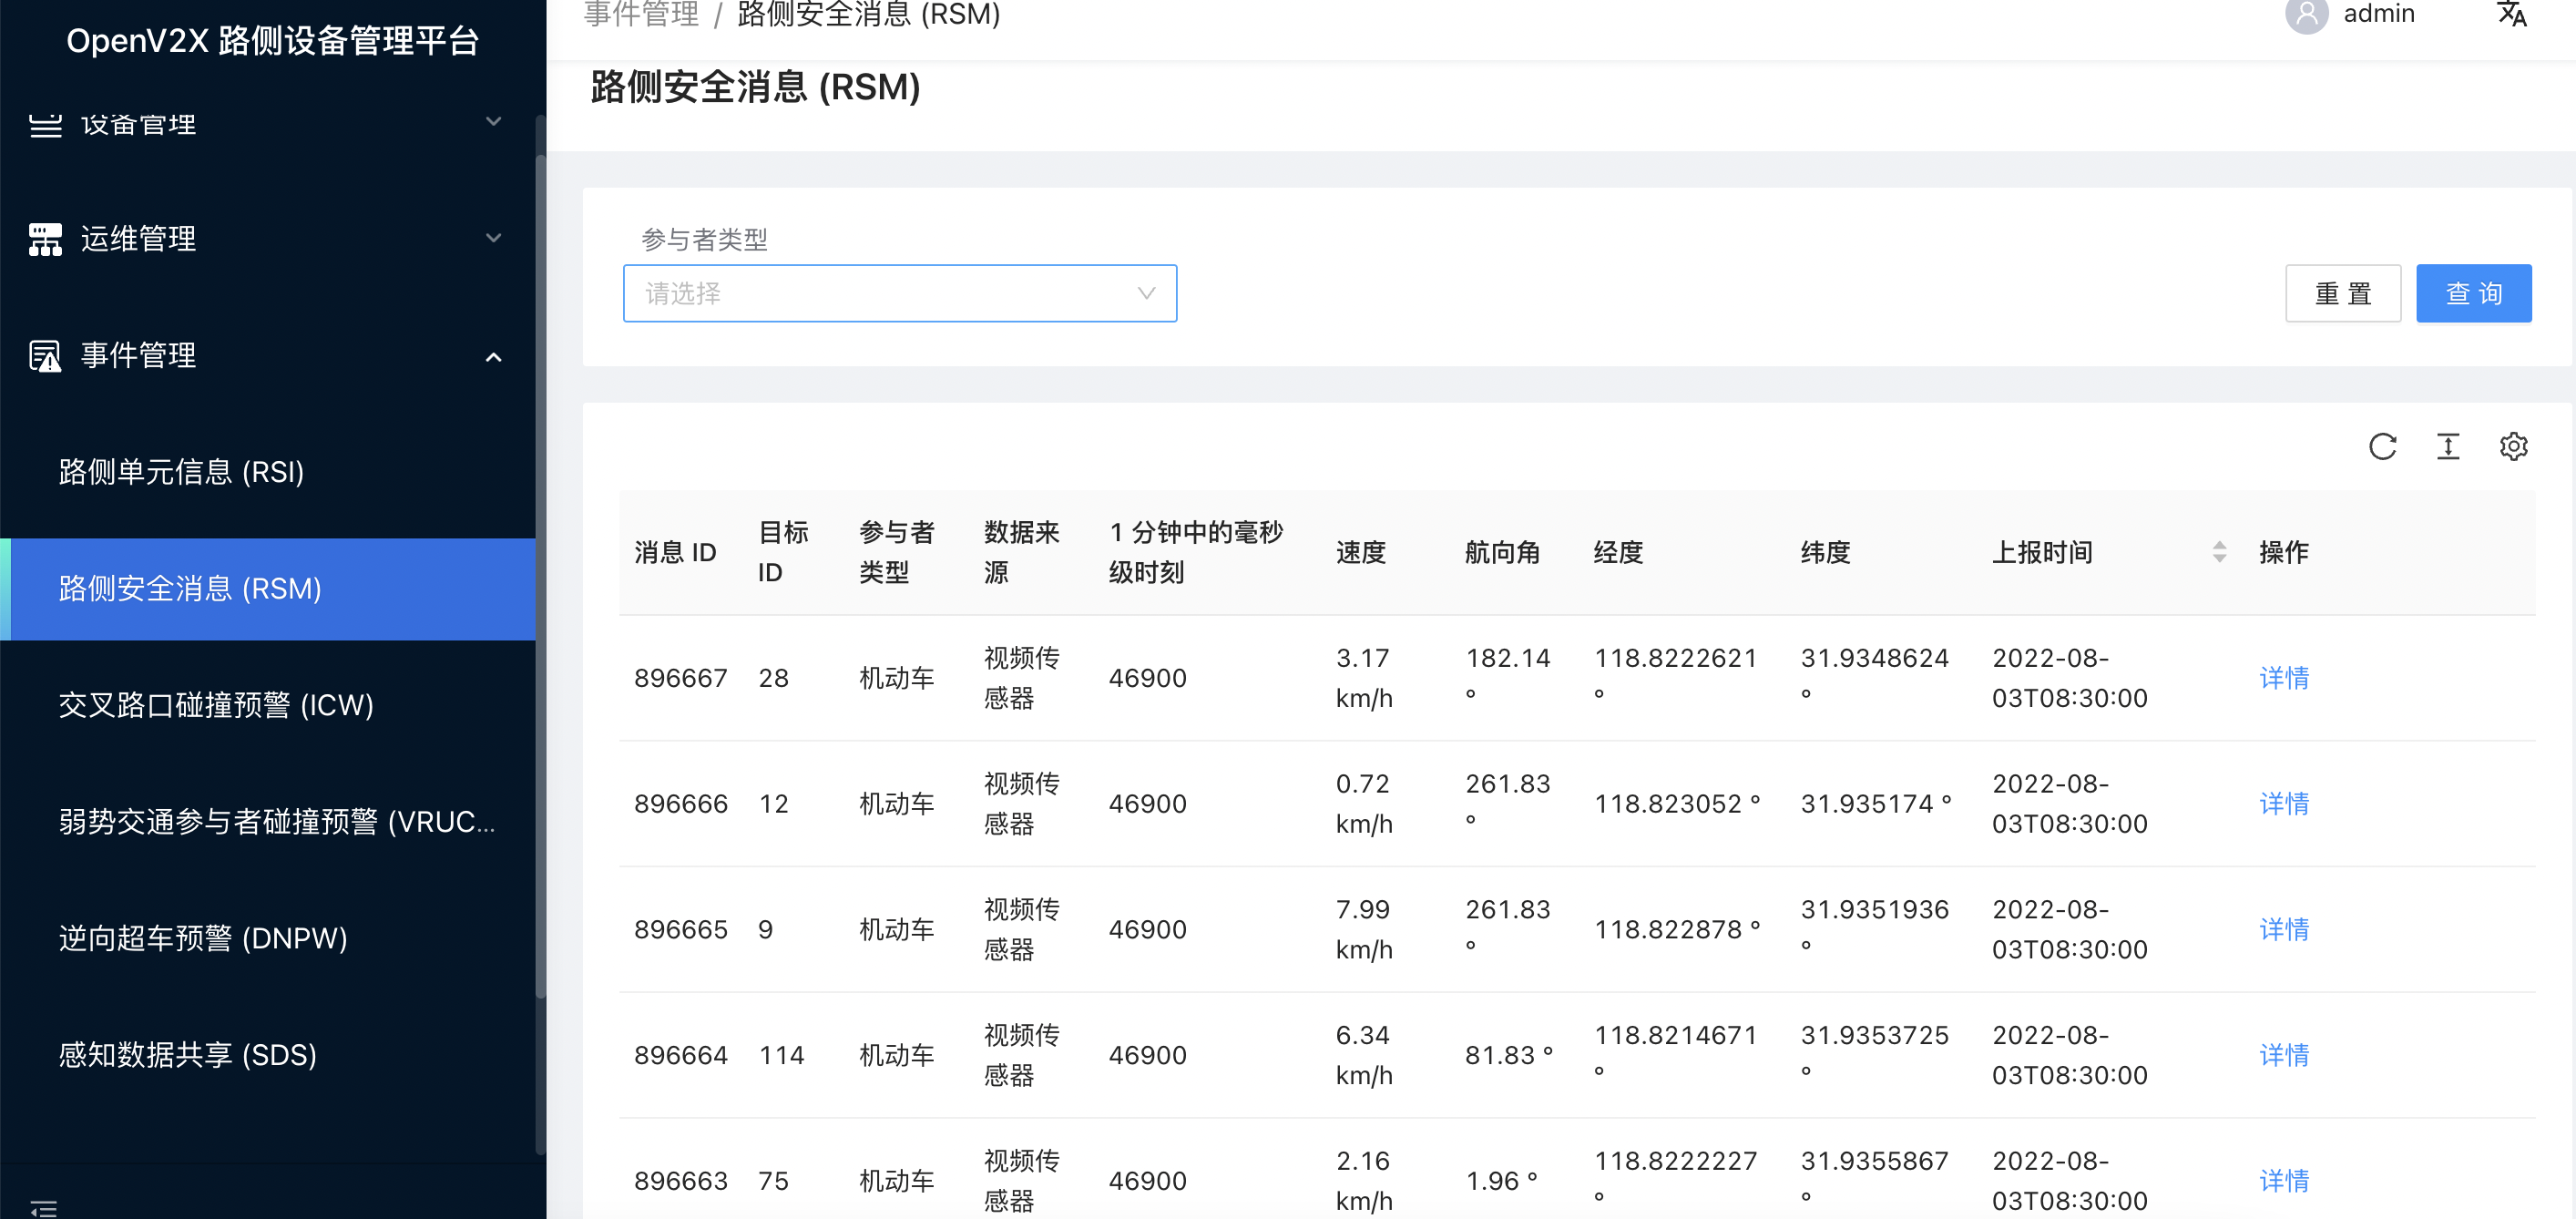 OpenV2X 路侧设备管理平台
设备管理
运维管理
事件管理
路侧单元信息 (RSI)
路侧安全消息 (RSM)
交叉路口碰撞预警 (ICW)
弱势交通参与者碰撞预警 (VRUC...
逆向超车预警 (DNPW)
感知数据共享 (SDS)
事件管理 / 路侧安全消息 (RSM)
admin
路侧安全消息 (RSM)
参与者类型
请选择
重 置 查 询
消息 ID 目标 ID 参与者类型 数据来源 1 分钟中的毫秒级时刻 速度 航向角 经度 纬度 上报时间 操作
896667 28 机动车 视频传感器 46900 3.17 km/h 182.14 ° 118.8222621 ° 31.9348624 ° 2022-08-03T08:30:00 详情
896666 12 机动车 视频传感器 46900 0.72 km/h 261.83 ° 118.823052 ° 31.935174 ° 2022-08-03T08:30:00 详情
896665 9 机动车 视频传感器 46900 7.99 km/h 261.83 ° 118.822878 ° 31.9351936 ° 2022-08-03T08:30:00 详情
896664 114 机动车 视频传感器 46900 6.34 km/h 81.83 ° 118.8214671 ° 31.9353725 ° 2022-08-03T08:30:00 详情
896663 75 机动车 视频传感器 46900 2.16 km/h 1.96 ° 118.8222227 ° 31.9355867 ° 2022-08-03T08:30:00 详情